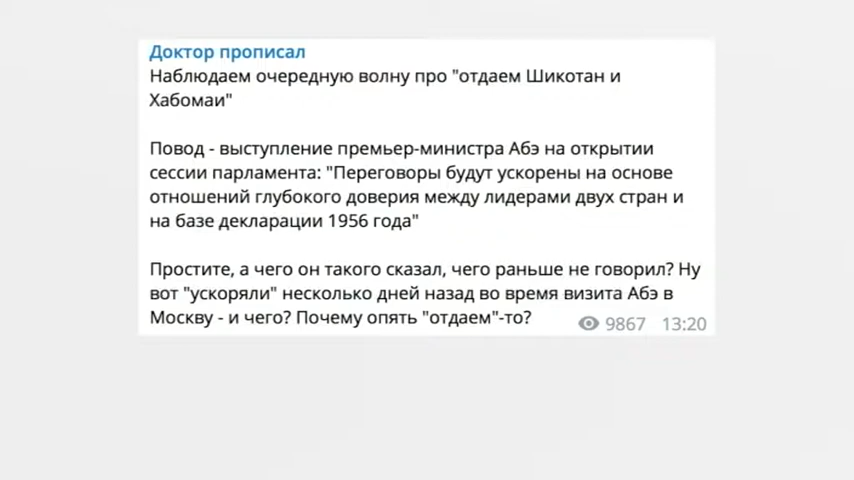 Доктор прописал
Наблюдаем очередную волну про "отдаем Шикотан и
Хабомаи"
Повод - выступление премьер-министра Абэ на открытии
сессии парламента: "Переговоры будут ускорены на основе
отношений глубокого доверия между лидерами двух стран и
на базе декларации 1956 года"
Простите, а чего он такого сказал, чего раньше не говорил? Ну
вот "ускоряли" несколько дней назад во время визита Абэ в
Москву - и чего? Почему опять "отдаем"-то?
9867 13:20